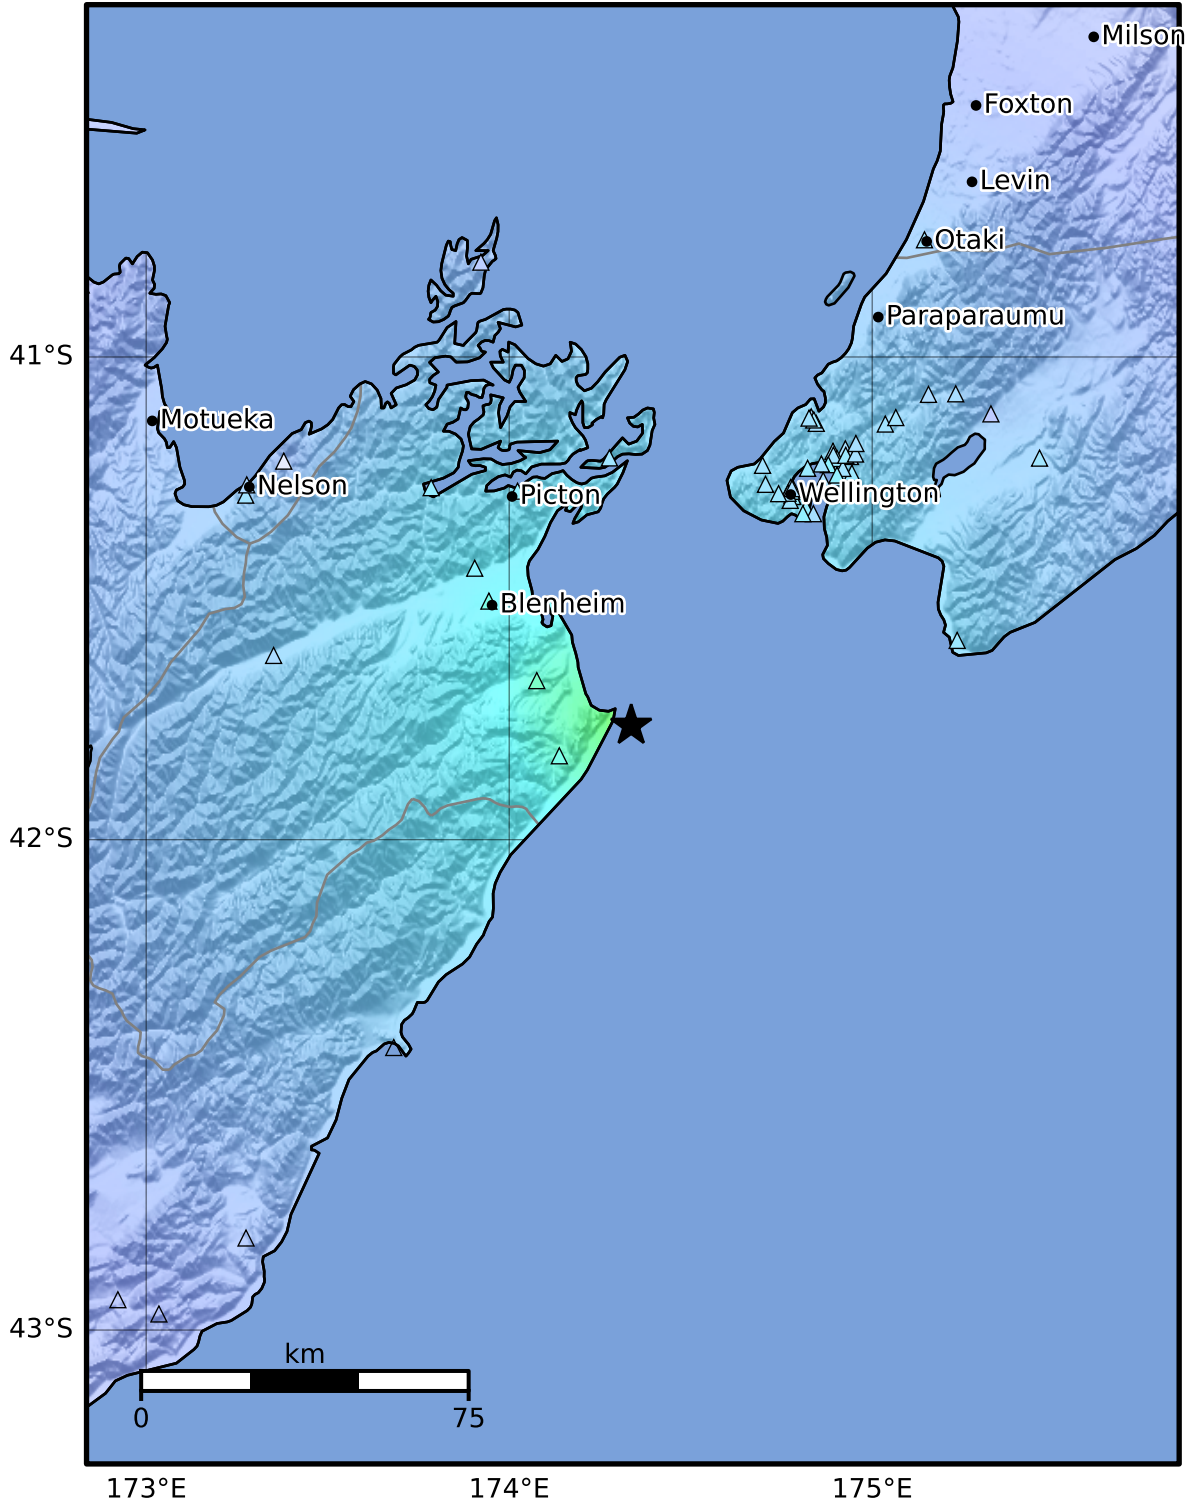 Milson
Foxton
Levin
Otaki
Paraparaumu
41°S
Motueka
Nelson
Picton
Wellington
Blenheim
42°S
43°S
km
0
75
173°E
174°E
175°E